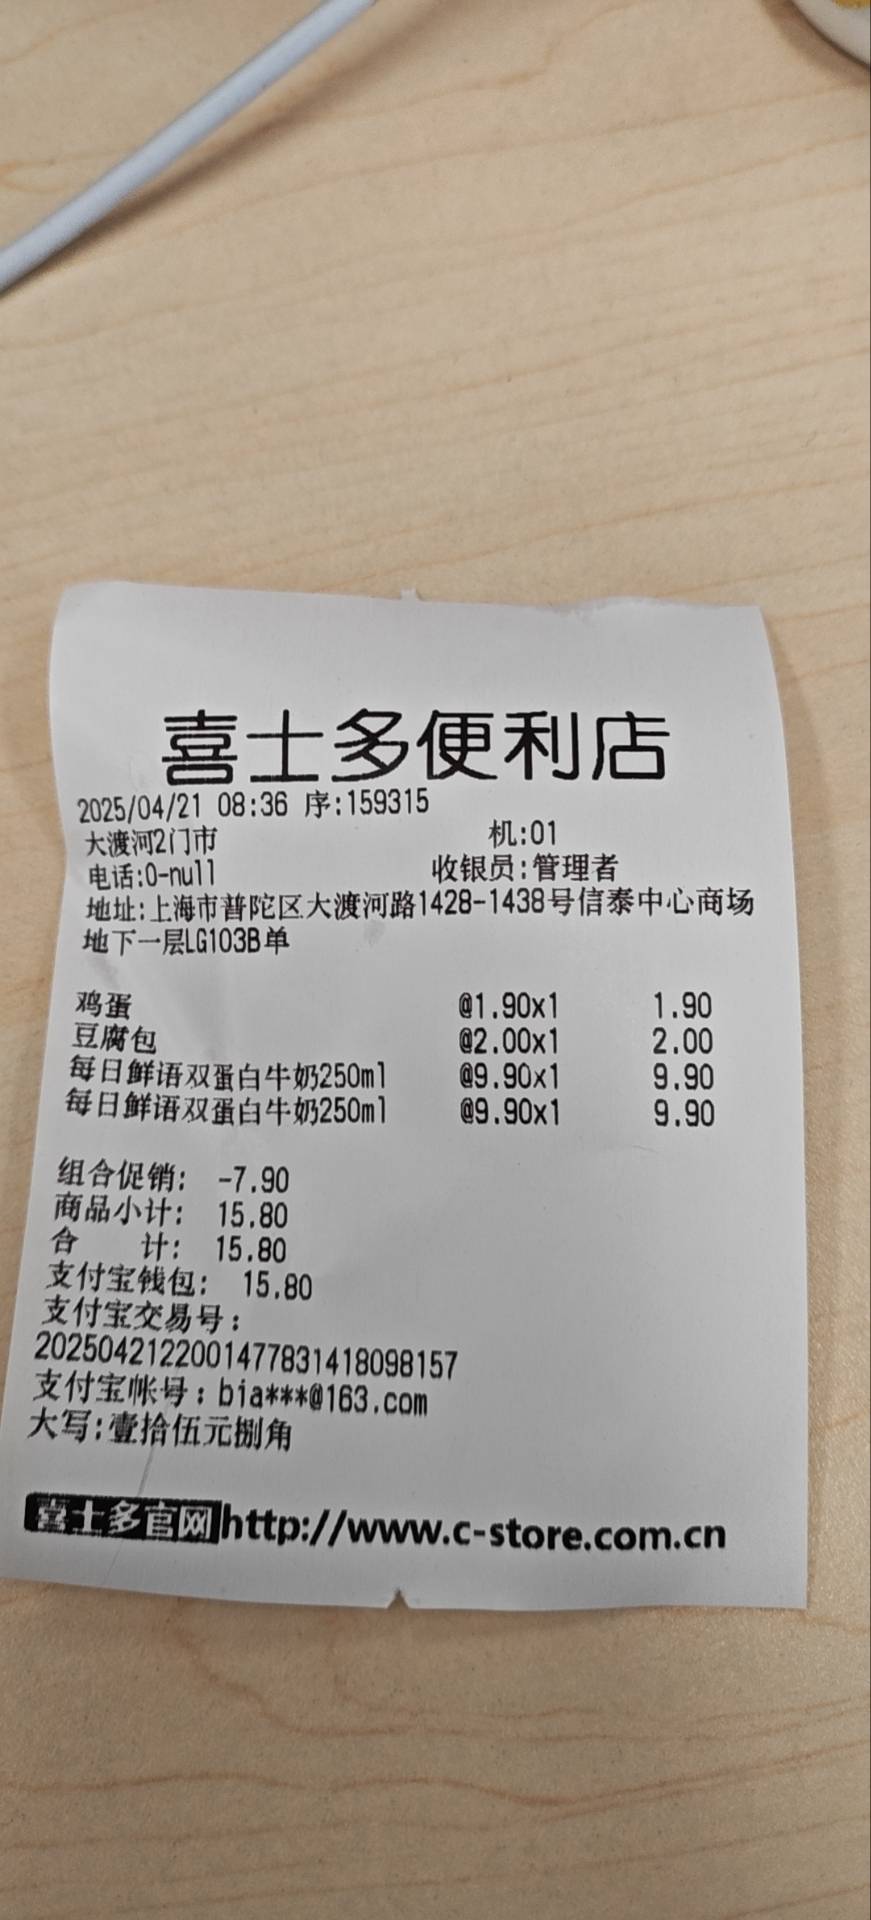 喜士多便利店
2025/04/21 08:36 序:159315
大渡河2门市 机:01
电话:0-null 收银员:管理者
地址:上海市普陀区大渡河路1428-1438号信泰中心商场
地下一层LG103B单
鸡蛋 @1.90x1 1.90
豆腐包 @2.00x1 2.00
每日鲜语双蛋白牛奶250ml @9.90x1 9.90
每日鲜语双蛋白牛奶250ml @9.90x1 9.90
组合促销: -7.90
商品小计: 15.80
合 计: 15.80
支付宝钱包: 15.80
支付宝交易号:
2025042122001477831418098157
支付宝帐号:bia***@163.com
大写:壹拾伍元捌角
喜士多官网http://www.c-store.com.cn